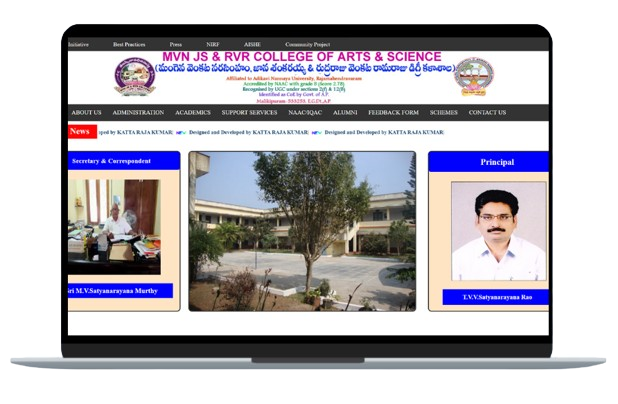 Initiative Best Practices Press NIRF AISHE Community Project
MVN JS & RVR COLLEGE OF ARTS & SCIENCE
(మంగెన వెంకట నరసింహం, జాన శంకరయ్య & రుద్రరాజు వెంకట రామరాజు డిగ్రీ కళాశాల)
Affiliated to Adikavi Nannaya University, Rajamahendravaram
Accredited by NAAC with grade B (Score 2.79)
Recognised by UGC under sections 2(f) & 12(B)
Identified as CoE by Govt. of A.P.
Malikipuram-533253, E.G.Dt,A.P.
ABOUT US ADMINISTRATION ACADEMICS SUPPORT SERVICES NAAC/IQAC ALUMNI FEEDBACK FORM SCHEMES CONTACT US
News oped by KATTA RAJA KUMAR| Designed and Developed by KATTA RAJA KUMAR| Designed and Developed by KATTA RAJA KUMAR|
Secretary & Correspondent
Principal
Sri M.V.Satyanarayana Murthy
T.V.V.Satyanarayana Rao